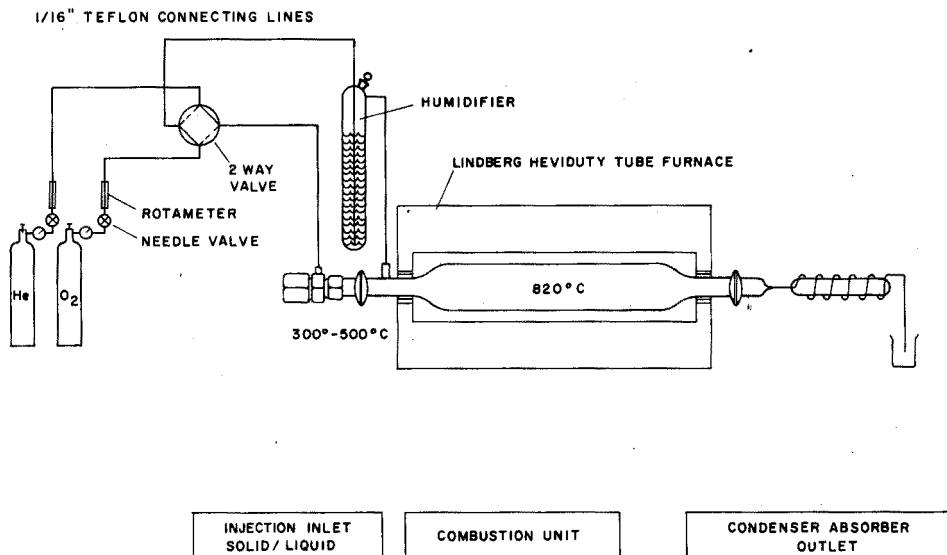 1/16" TEFLON CONNECTING LINES
HUMIDIFIER
2 WAY
VALVE
LINDBERG HEVIDUTY TUBE FURNACE
ROTAMETER
NEEDLE VALVE
He
O2
820°C
300°-500°C
INJECTION INLET
SOLID/ LIQUID
COMBUSTION UNIT
CONDENSER ABSORBER
OUTLET